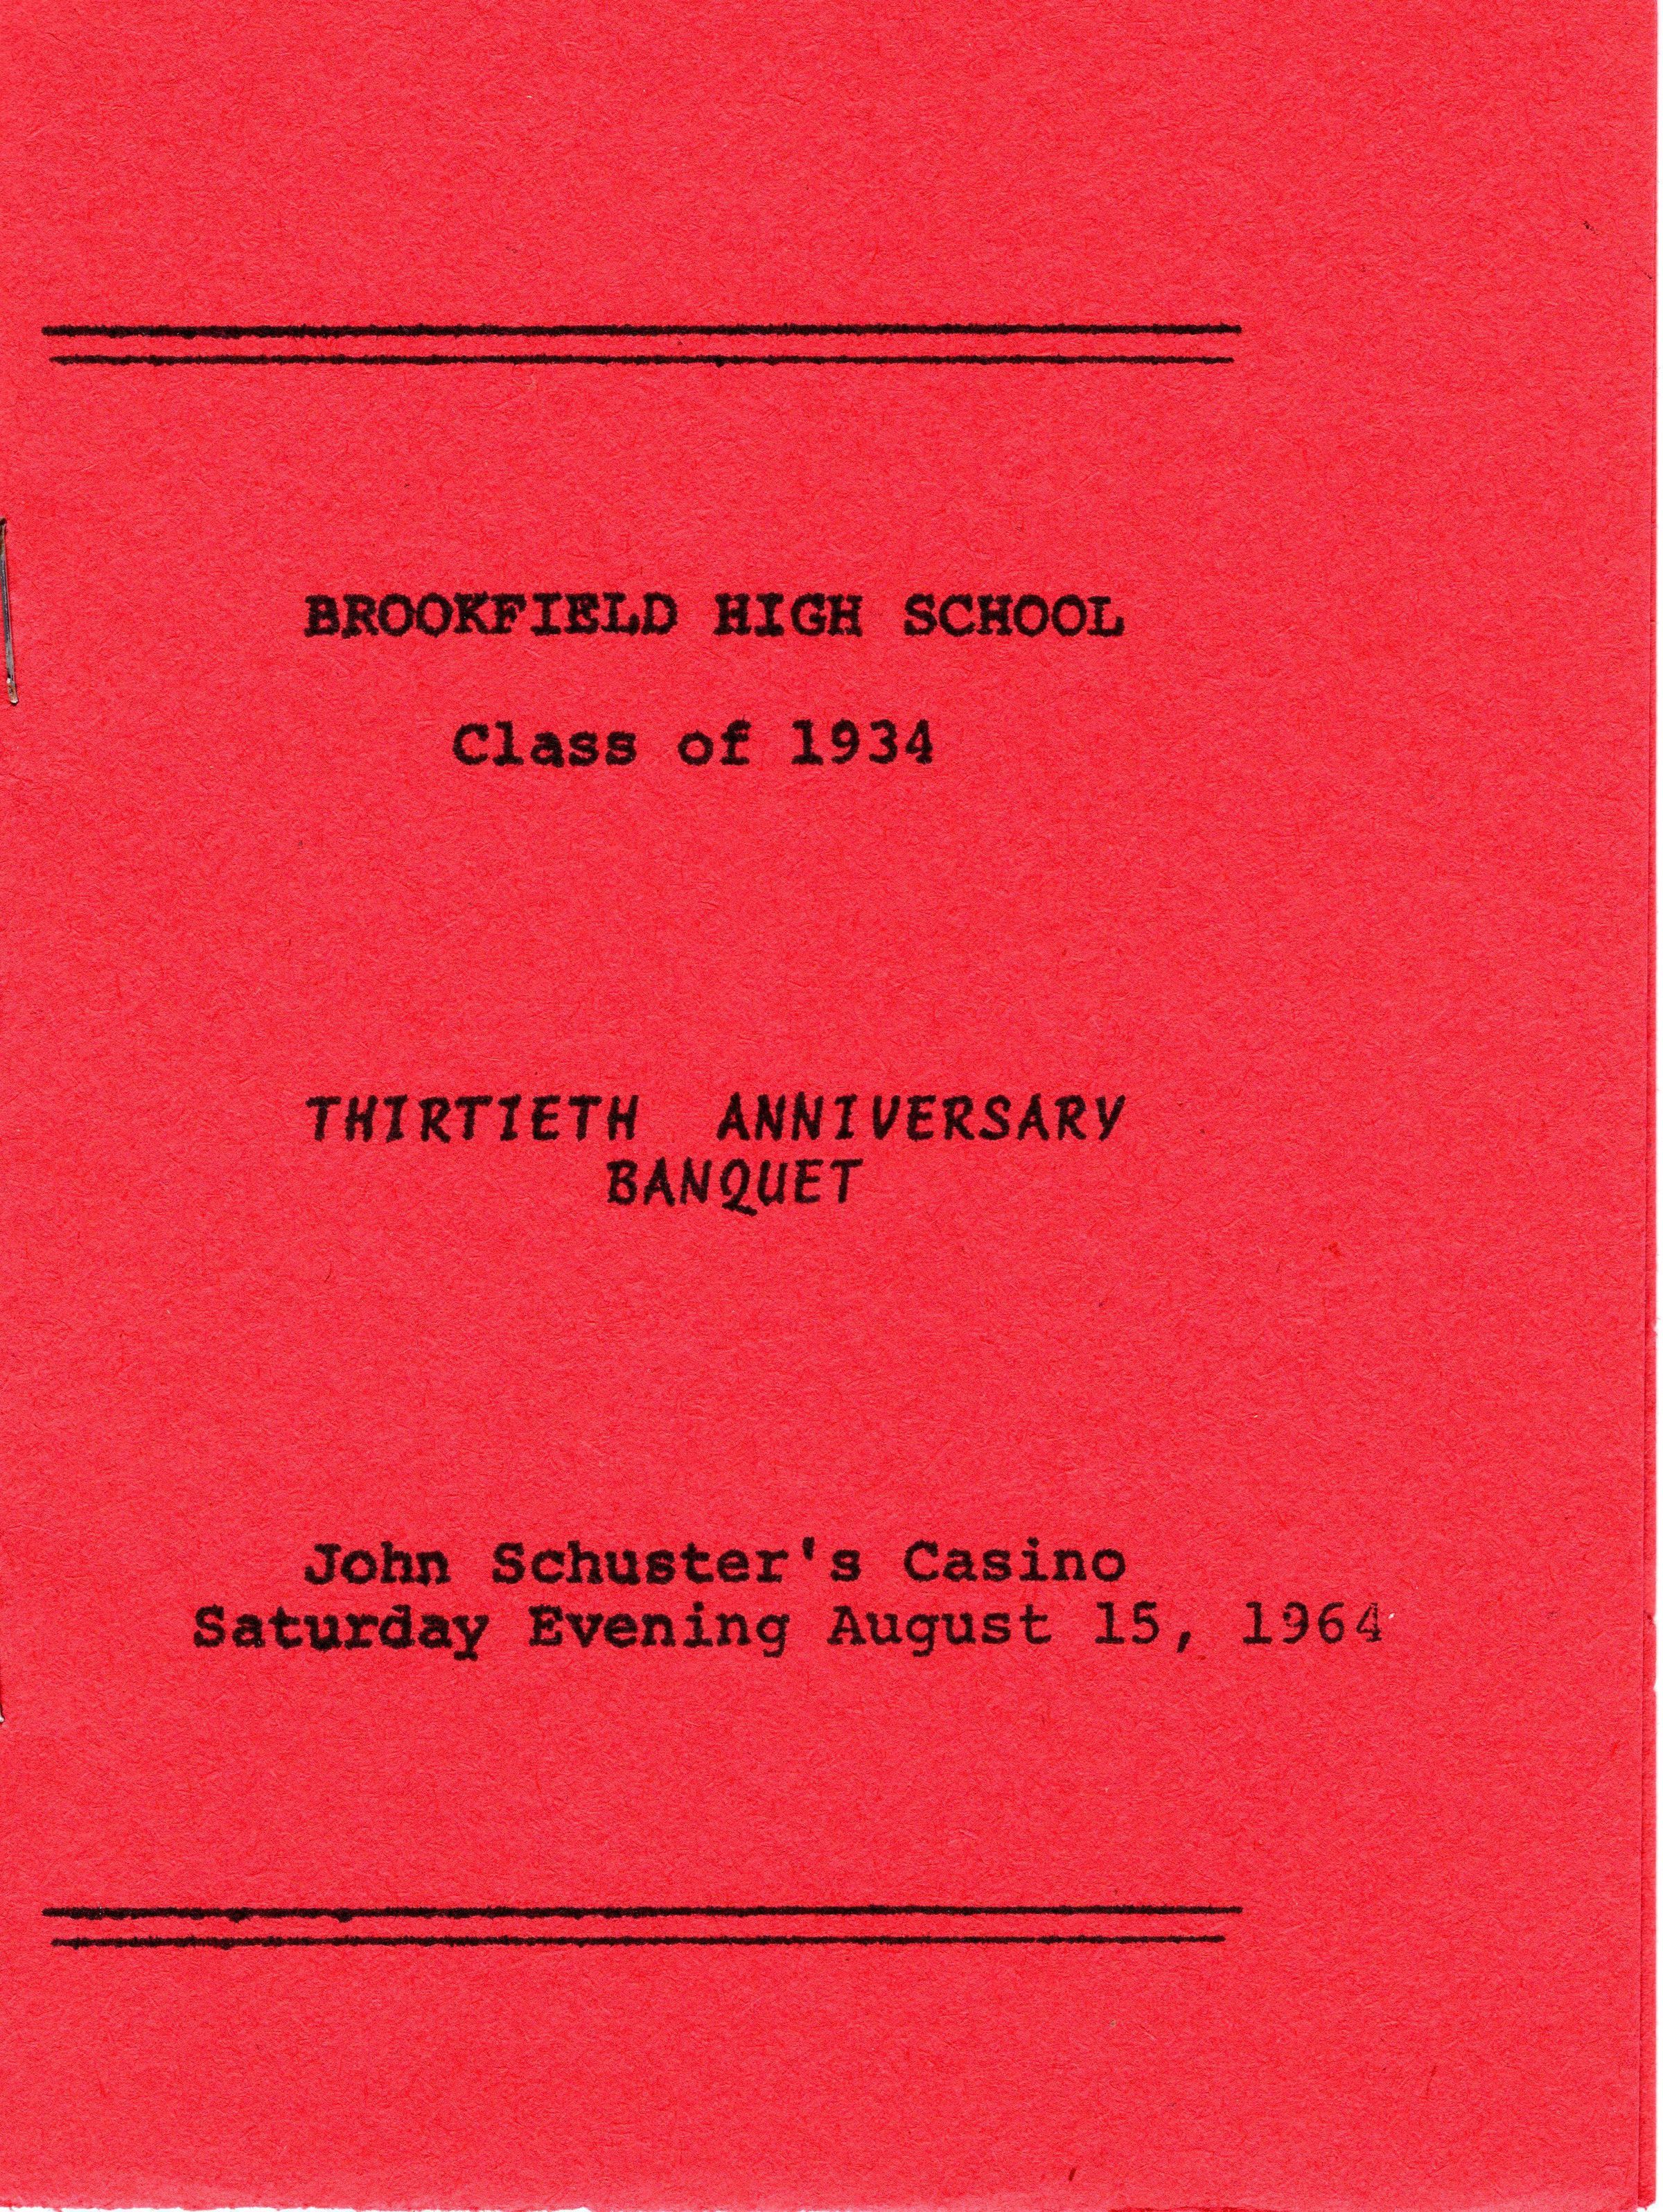 BROOKFIELD HIGH SCHOOL
Class of 1934
THIRTIETH ANNIVERSARY
BANQUET
John Schuster's Casino
Saturday Evening August 15, 1964